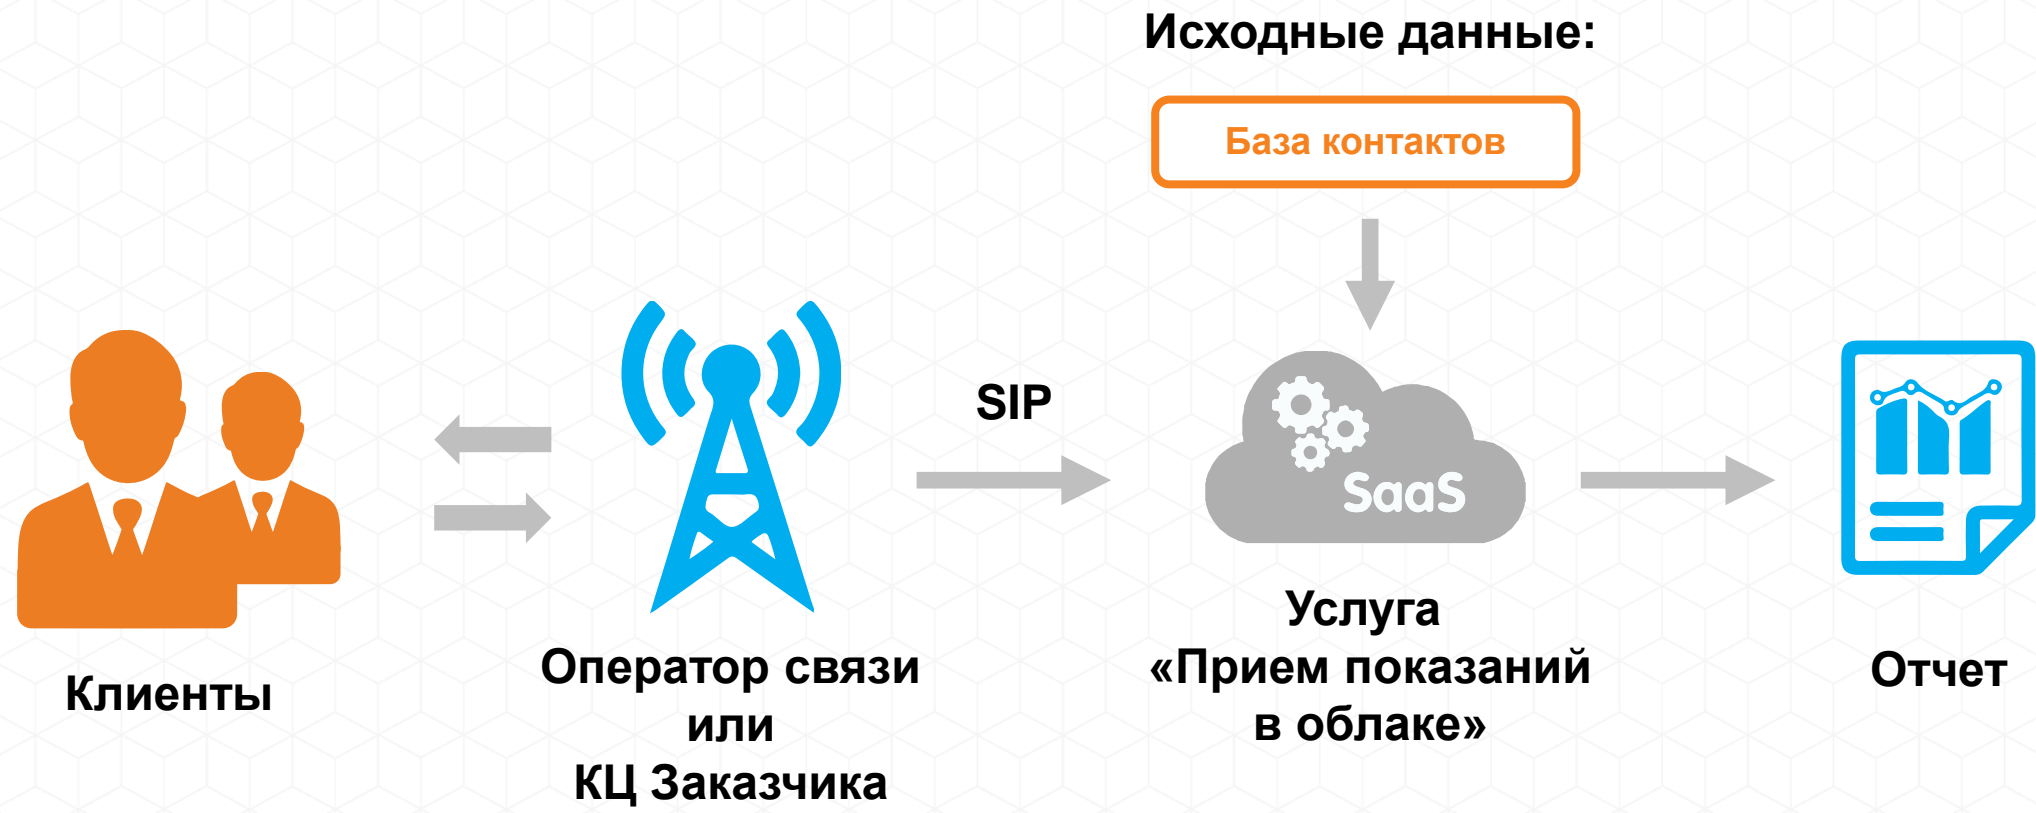 Исходные данные:
База контактов
SIP
SaaS
Клиенты
Оператор связи
или
КЦ Заказчика
Услуга
«Прием показаний
в облаке»
Отчет